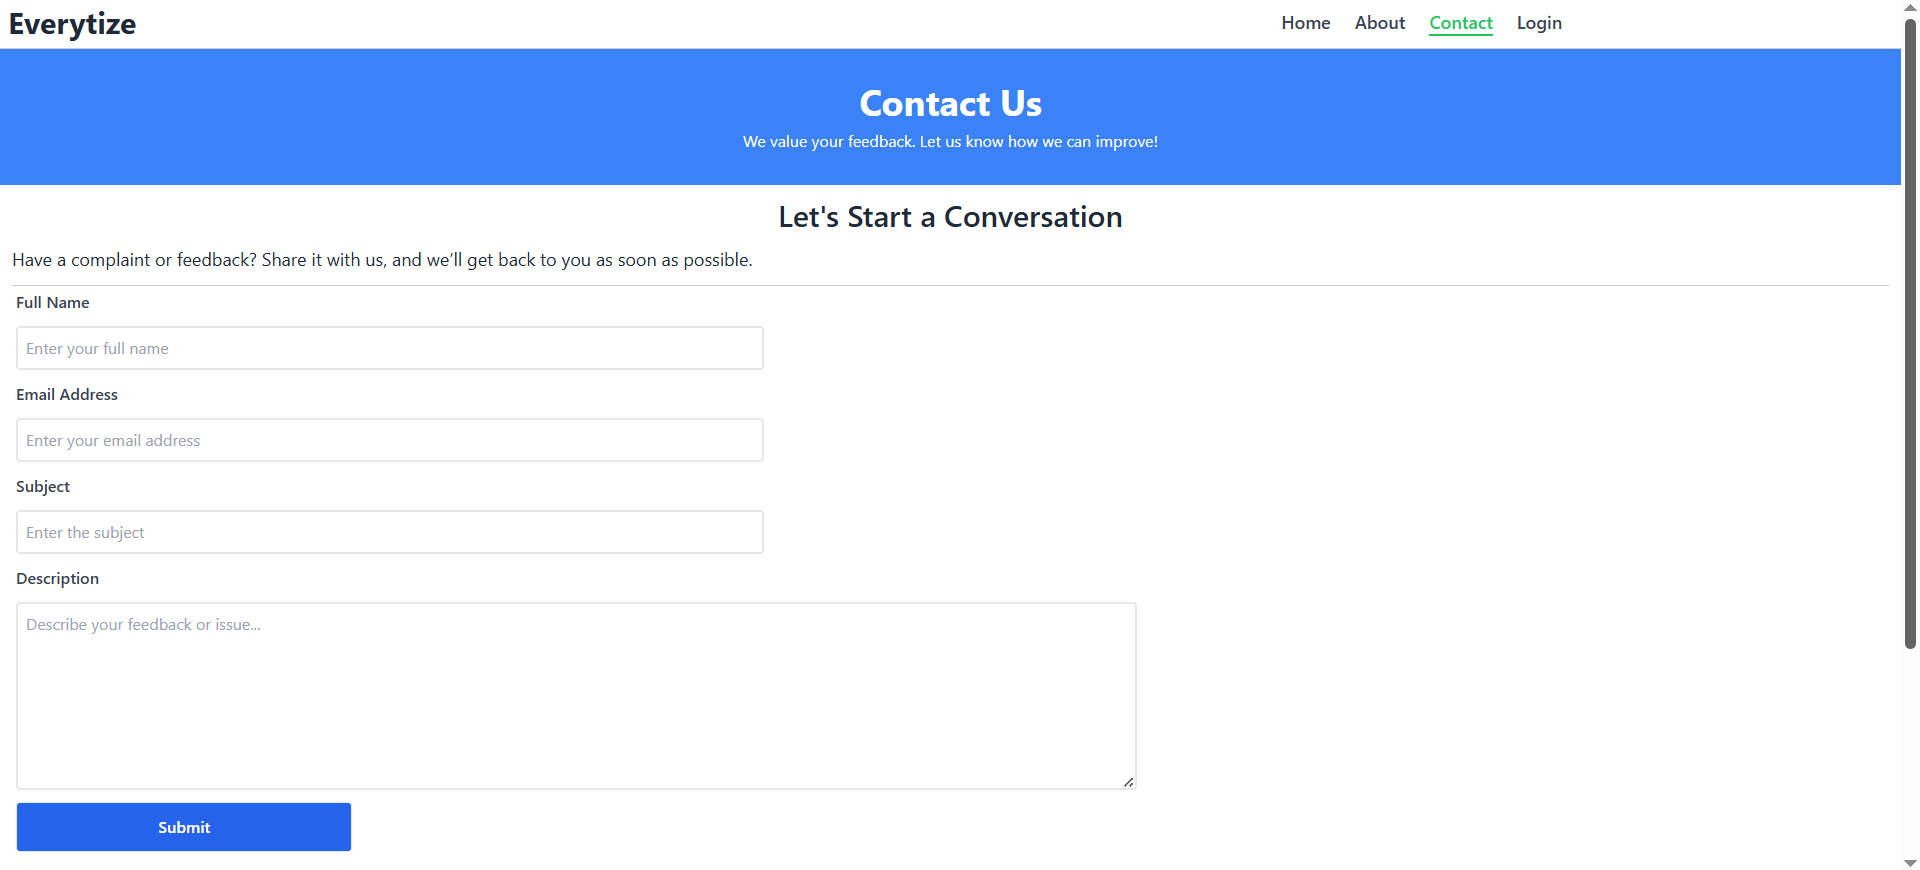 Everytize
Home About Contact Login
Contact Us
We value your feedback. Let us know how we can improve!
Let's Start a Conversation
Have a complaint or feedback? Share it with us, and we’ll get back to you as soon as possible.
Full Name
Enter your full name
Email Address
Enter your email address
Subject
Enter the subject
Description
Describe your feedback or issue...
Submit